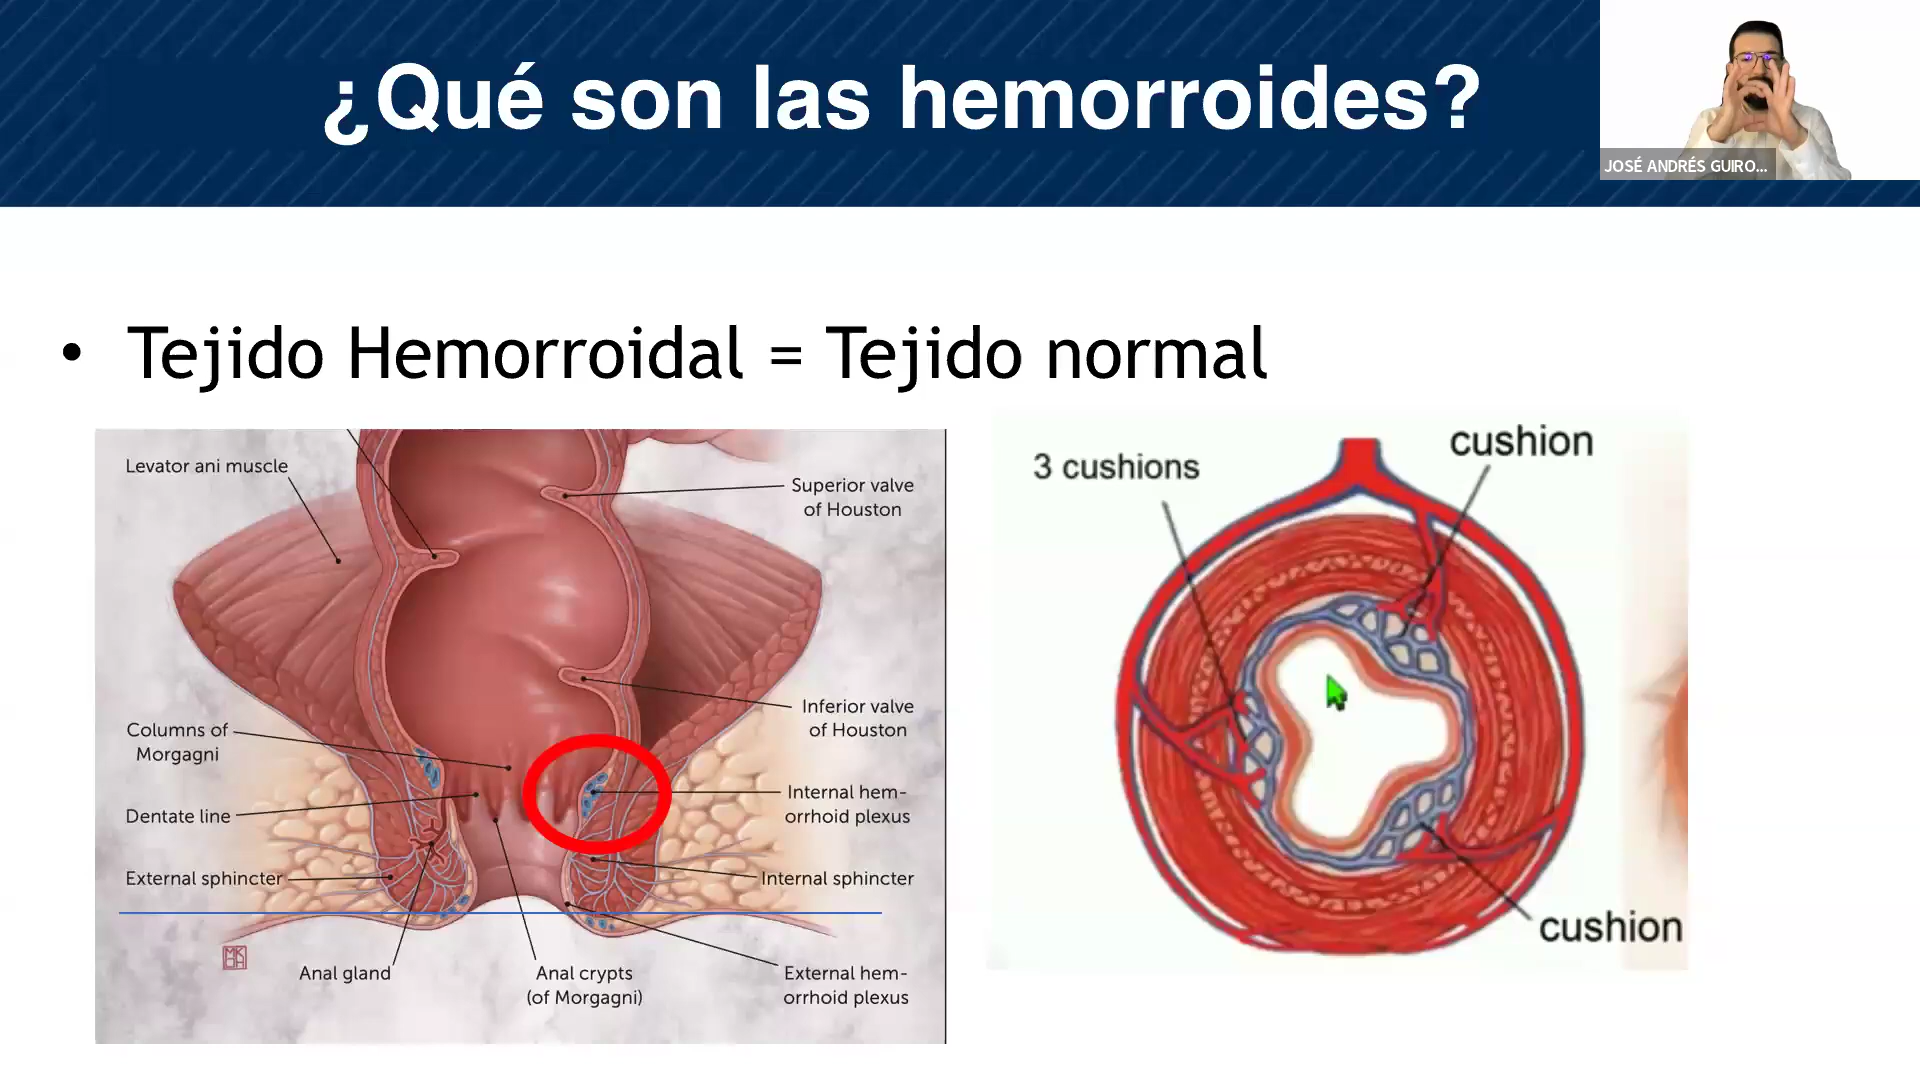 ¿Qué son las hemorroides?
JOSÉ ANDRÉS GUIRO...
• Tejido Hemorroidal = Tejido normal
Levator ani muscle
Superior valve
of Houston
Columns of
Morgagni
Inferior valve
of Houston
Dentate line
Internal hem-
orrhoid plexus
External sphincter
Internal sphincter
Anal gland
Anal crypts
(of Morgagni)
External hem-
orrhoid plexus
3 cushions
cushion
cushion